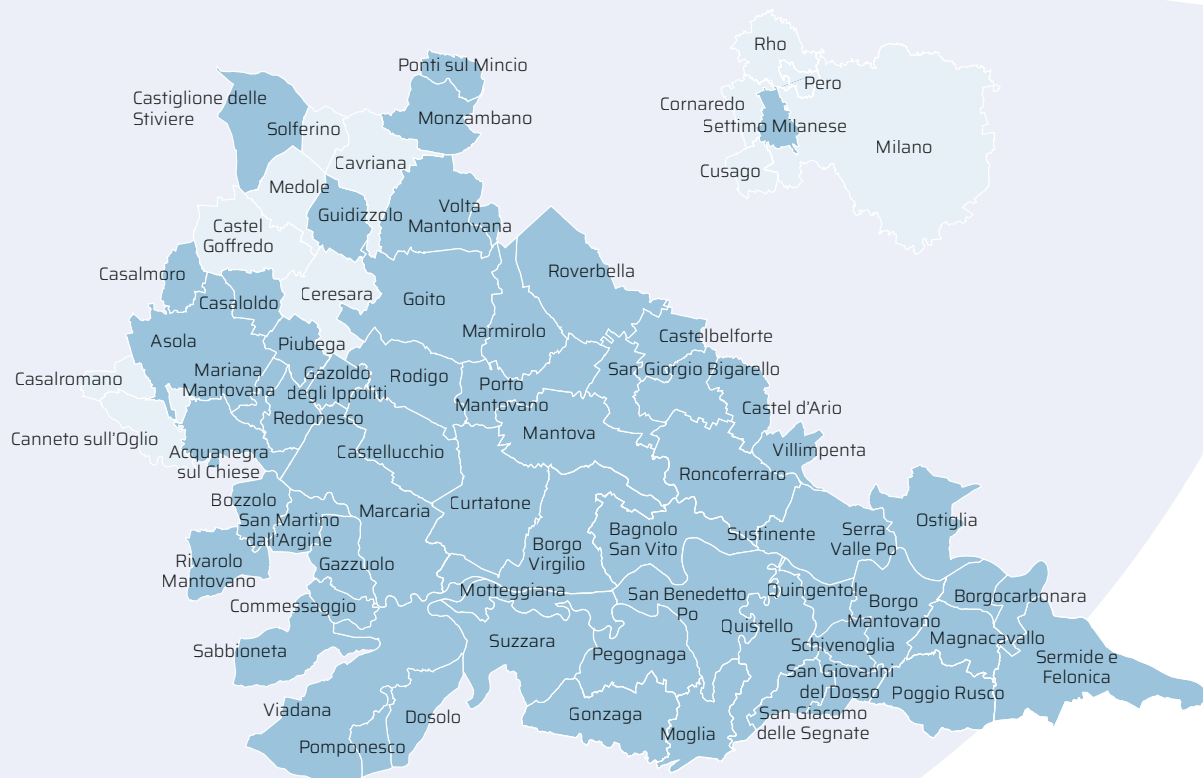 Rho
Ponti sul Mincio
Pero
Castiglione delle
Stiviere
Cornaredo
Monzambano
Solferino
Settimo Milanese
Milano
Cavriana
Cusago
Medole
Guidizzolo
Volta
Mantonvana
Castel
Goffredo
Casalmoro
Roverbella
Casaloldo
Ceresara
Goito
Marmirolo
Castelbelforte
Asola
Piubega
Casalromano
Mariana
Mantovana
Gazoldo
degli Ippoliti
Rodigo
Porto
Mantovano
San Giorgio Bigarello
Castel d'Ario
Redonesco
Canneto sull'Oglio
Mantova
Villimpenta
Acquanegra
sul Chiese
Castellucchio
Roncoferraro
Bozzolo
Marcaria
Curtatone
San Martino
dall'Argine
Bagnolo
San Vito
Sustinente
Serra
Valle Po
Ostiglia
Rivarolo
Mantovano
Gazzuolo
Borgo
Virgilio
Motteggiana
San Benedetto
Po
Quingentole
Borgo
Mantovano
Borgocarbonara
Commessaggio
Quistello
Sabbioneta
Suzzara
Pegognaga
Schivenoglia
Magnacavallo
Sermide e
Felonica
San Giovanni
del Dosso
Poggio Rusco
Viadana
Dosolo
Gonzaga
San Giacomo
delle Segnate
Moglia
Pomponesco